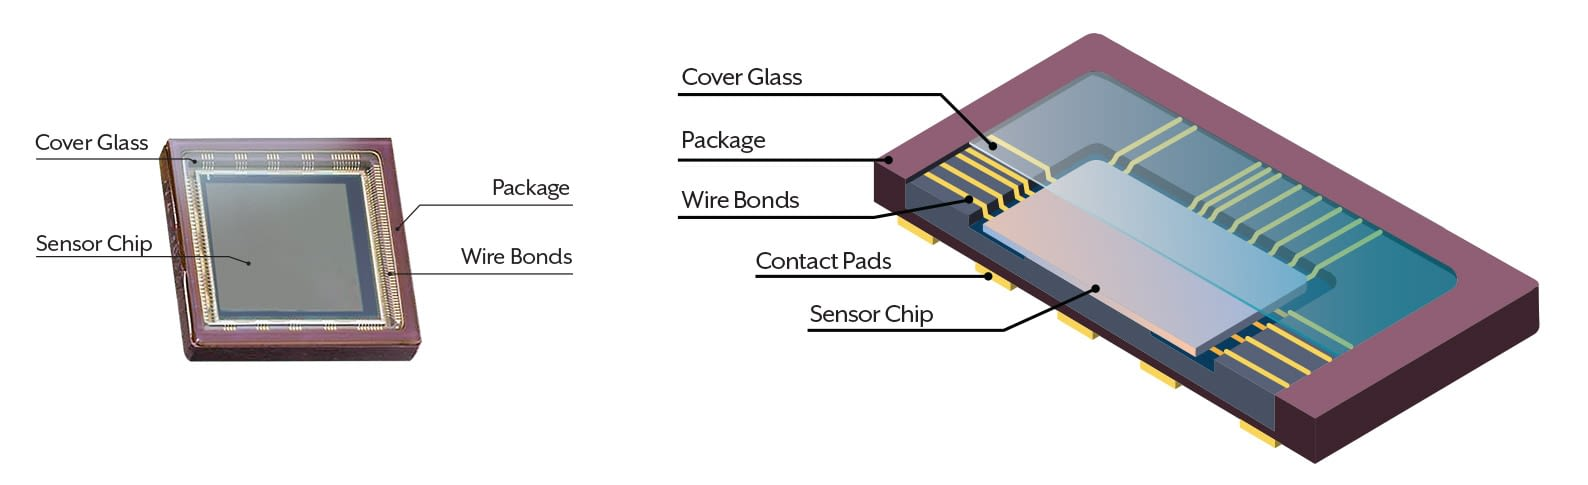 Cover Glass
Package
Sensor Chip
Wire Bonds
Cover Glass
Package
Wire Bonds
Contact Pads
Sensor Chip